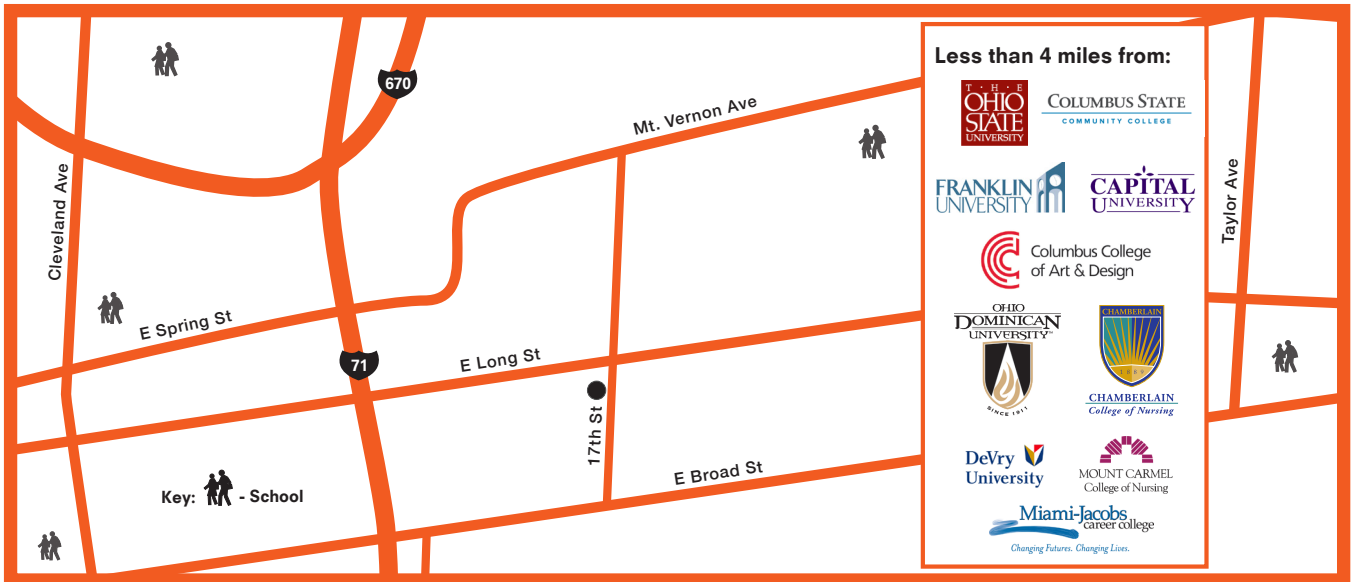 670
Mt. Vernon Ave
Cleveland Ave
E Spring St
71
E Long St
17th St
E Broad St
Key: - School
Taylor Ave
Less than 4 miles from:
T·H·E
OHIO
STATE
UNIVERSITY
COLUMBUS STATE
COMMUNITY COLLEGE
FRANKLIN
UNIVERSITY
CAPITAL
UNIVERSITY
Columbus College
of Art & Design
OHIO
DOMINICAN
UNIVERSITY™
SINCE 1911
CHAMBERLAIN
1889
CHAMBERLAIN
College of Nursing
DeVry
University
MOUNT CARMEL
College of Nursing
Miami-Jacobs
career college
Changing Futures. Changing Lives.